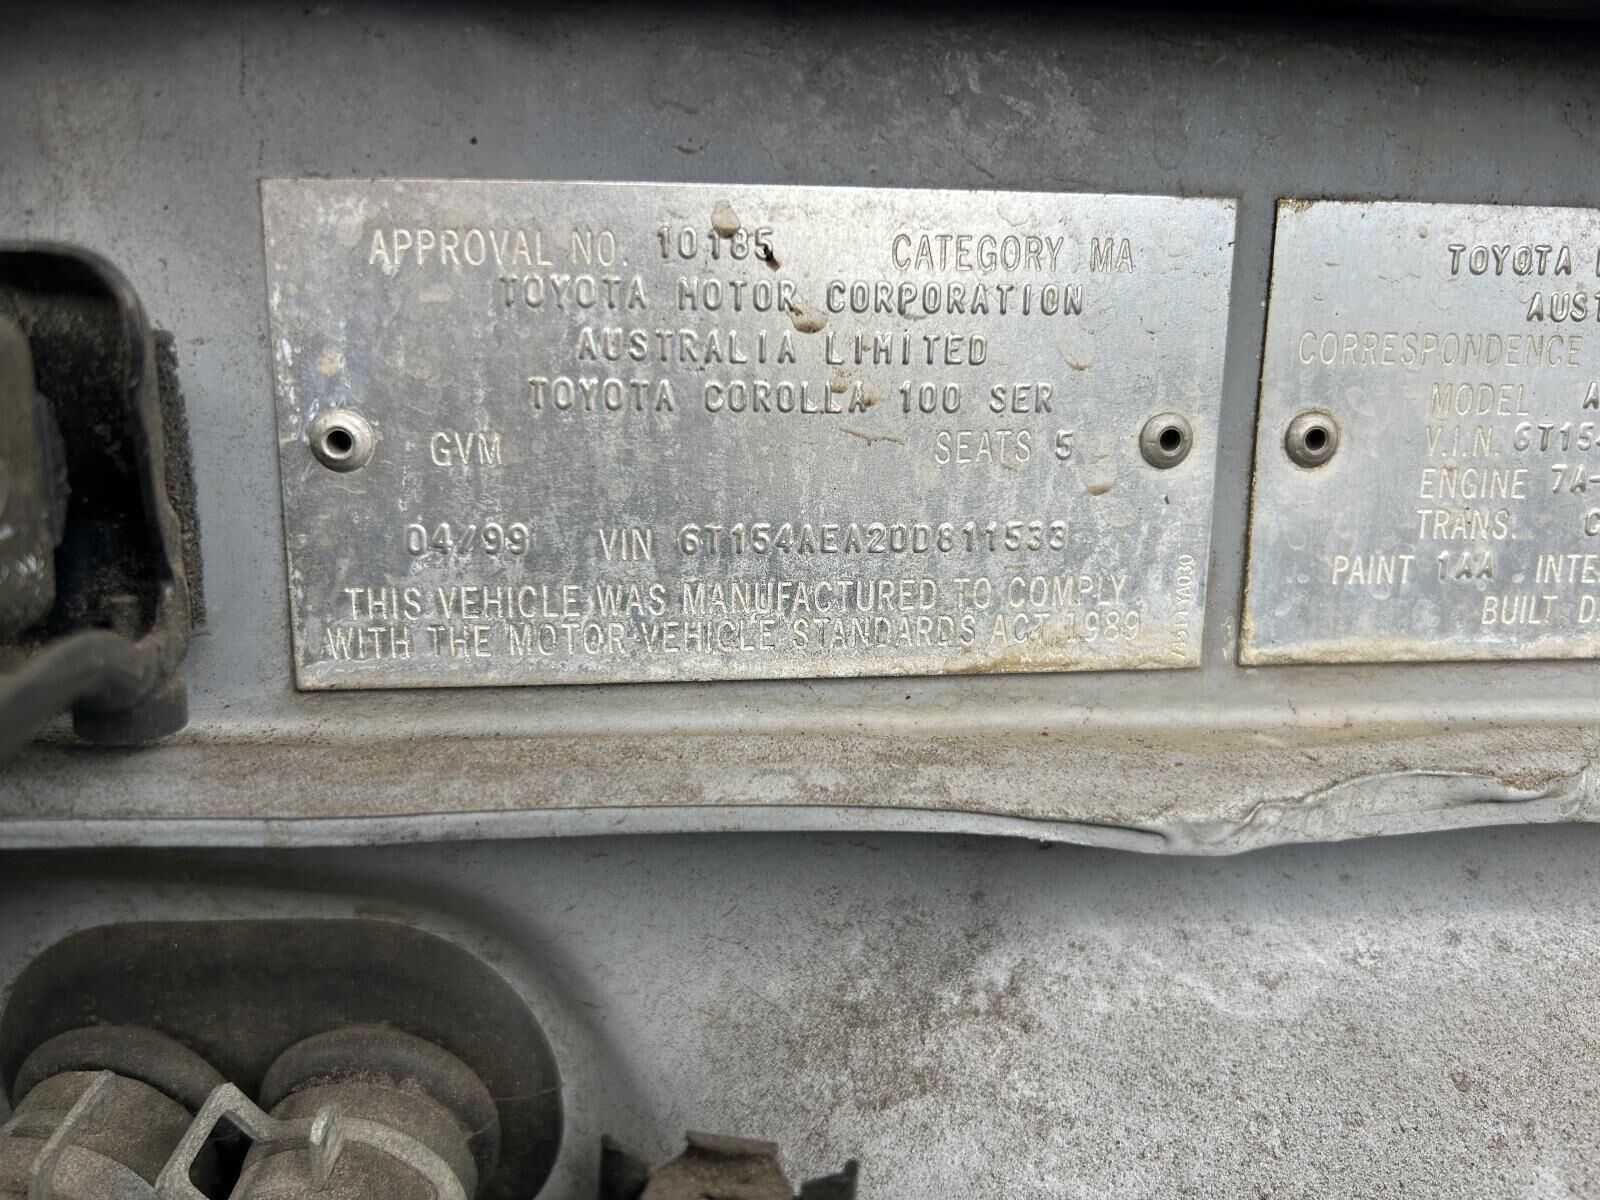 APPROVAL NO. 10185 CATEGORY MA
TOYOTA MOTOR CORPORATION
AUSTRALIA LIMITED
TOYOTA COROLLA 100 SER
GVM SEATS 5
04/99 VIN 6T154AEA20D811533
THIS VEHICLE WAS MANUFACTURED TO COMPLY
WITH THE MOTOR VEHICLE STANDARDS ACT 1989
TOYOTA
AUST
CORRESPONDENCE
MODEL A
V.I.N. 6T154
ENGINE 7A-
TRANS. C
PAINT 1AA INTE
BUILT D